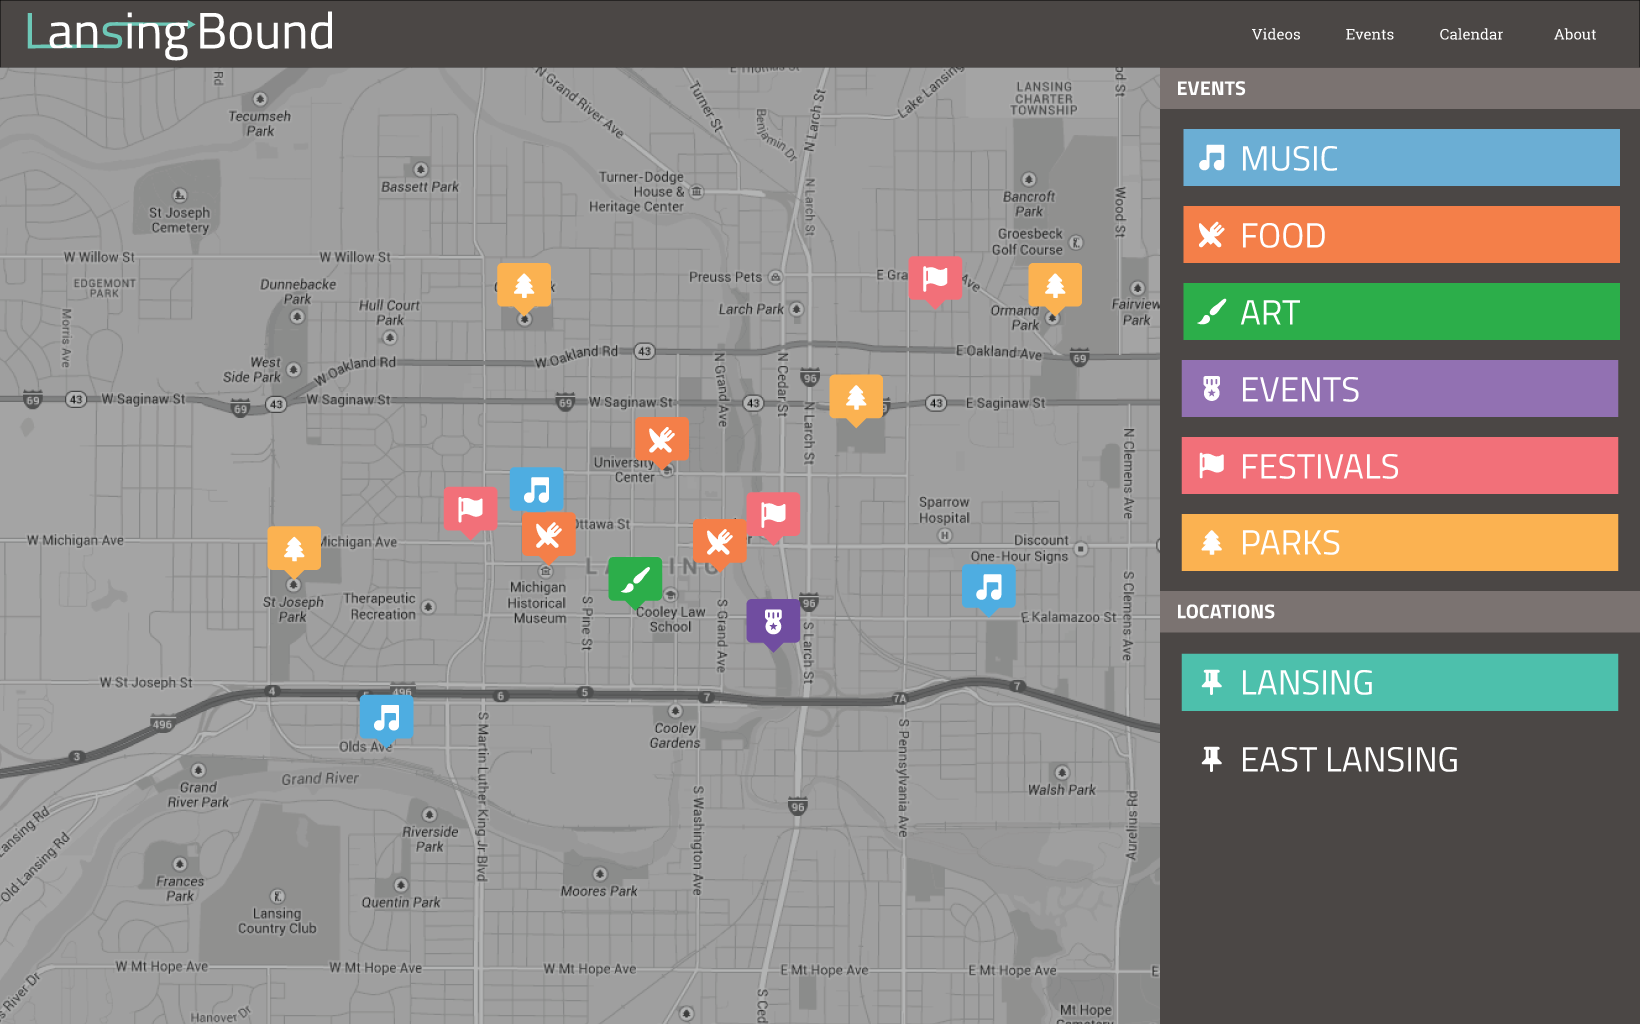 LansingBound
Videos
Events
Calendar
About
EVENTS
MUSIC
FOOD
ART
EVENTS
FESTIVALS
PARKS
LOCATIONS
LANSING
EAST LANSING
E Thomas St
Rd
N Grand River Ave
Turner St
Benjamin Dr
N Larch St
Lake Lansing
LANSING
CHARTER
TOWNSHIP
Wood St
Tecumseh
Park
Bassett Park
Turner-Dodge
House &
Heritage Center
N Larch St
Bancroft
Park
St Joseph
Cemetery
Groesbeck
Golf Course
W Willow St
W Willow St
EDGEMONT
PARK
Dunnebacke
Park
Hull Court
Park
Preuss Pets
E Gra
Ave
Larch Park
Ormand
Park
Fairview
Park
Morris Ave
West
Side Park
W Oakland Rd
W Oakland Rd
43
N Grand Ave
N Cedar St
E Oakland Ave
69
96
69
43
W Saginaw St
69
43
W Saginaw St
69
W Saginaw St
43
43
E Saginaw St
N Larch St
N Clemens Ave
University
Center
Sparrow
Hospital
H
Ottawa St
W Michigan Ave
Michigan Ave
Discount
One-Hour Signs
LA
ING
St Joseph
Park
Therapeutic
Recreation
Michigan
Historical
Museum
S Pine St
Cooley Law
School
S Grand Ave
96
S Larch St
E Kalamazoo St
S Clemens Ave
W St Joseph St
4
496
6
5
7
7A
7
496
3
Olds Ave
S Martin Luther King Jr Blvd
Cooley
Gardens
S Pennsylvania Ave
Grand
River Park
Grand River
Walsh Park
S Washington Ave
96
Aurelius Rd
Lansing Rd
Old Lansing Rd
Riverside
Park
Frances
Park
Quentin Park
Moores Park
Lansing
Country Club
W Mt Hope Ave
W Mt Hope Ave
W Mt Hope Ave
E Mt Hope Ave
E Mt Hope Ave
E
S River Dr
Hanover Dr
S Ced
Mt Hope
Cemetery